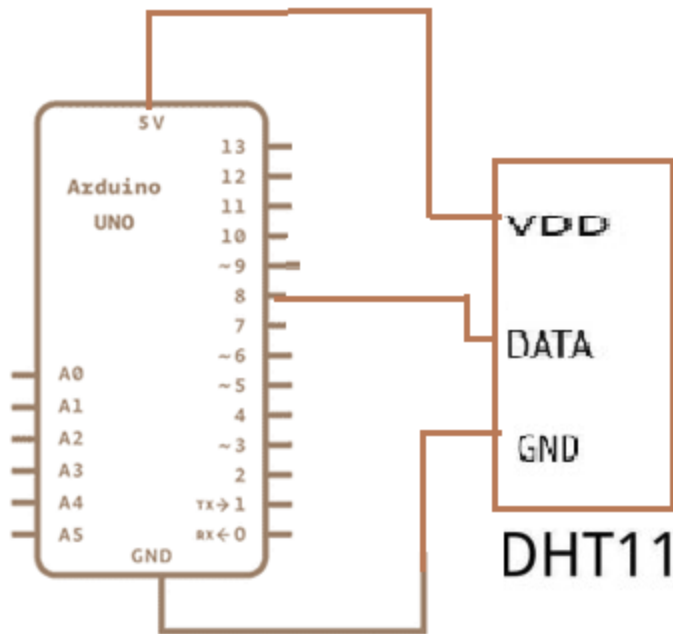 5V
Arduino
UNO
13
12
11
10
~9
8
7
~6
~5
4
~3
2
TX→1
RX←0
A0
A1
A2
A3
A4
A5
GND
VDD
DATA
GND
DHT11